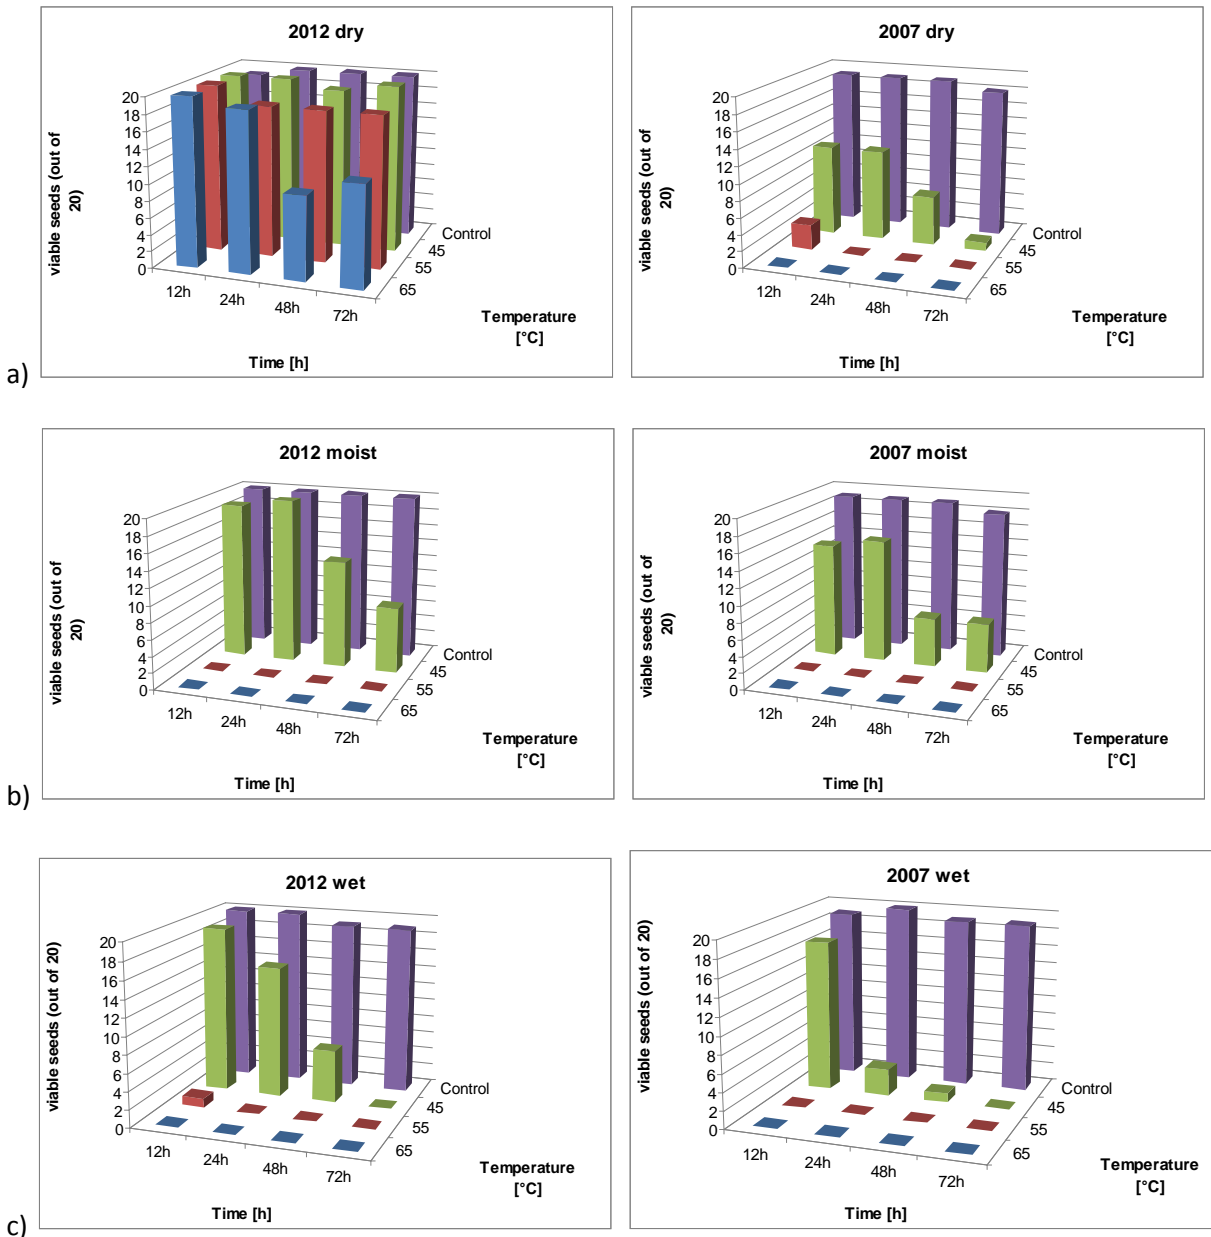 2012 dry
viable seeds (out of
20)
20
18
16
14
12
10
8
6
4
2
0
12h
24h
48h
72h
Control
45
55
65
Temperature
[°C]
Time [h]
2007 dry
viable seeds (out of
20)
20
18
16
14
12
10
8
6
4
2
0
12h
24h
48h
72h
Control
45
55
65
Temperature
[°C]
Time [h]
a)
2012 moist
viable seeds (out of
20)
20
18
16
14
12
10
8
6
4
2
0
12h
24h
48h
72h
Control
45
55
65
Temperature
[°C]
Time [h]
2007 moist
viable seeds (out of
20)
20
18
16
14
12
10
8
6
4
2
0
12h
24h
48h
72h
Control
45
55
65
Temperature
[°C]
Time [h]
b)
2012 wet
viable seeds (out of 20)
20
18
16
14
12
10
8
6
4
2
0
12h
24h
48h
72h
Control
45
55
65
Temperature
[°C]
Time [h]
2007 wet
viable seeds (out of 20)
20
18
16
14
12
10
8
6
4
2
0
12h
24h
48h
72h
Control
45
55
65
Temperature
[°C]
Time [h]
c)